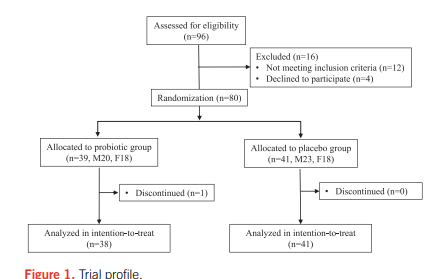 Assessed for eligibility
(n=96)
Excluded (n=16)
• Not meeting inclusion criteria (n=12)
• Declined to participate (n=4)
Randomization (n=80)
Allocated to probiotic group
(n=39, M20, F18)
Allocated to placebo group
(n=41, M23, F18)
• Discontinued (n=1)
• Discontinued (n=0)
Analyzed in intention-to-treat
(n=38)
Analyzed in intention-to-treat
(n=41)
Figure 1. Trial profile.